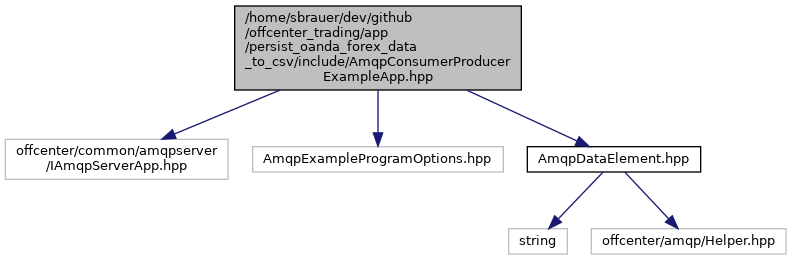 /home/sbrauer/dev/github
/offcenter_trading/app
/persist_oanda_forex_data
_to_csv/include/AmqpConsumerProducer
ExampleApp.hpp
offcenter/common/amqpserver
/IAmqpServerApp.hpp
AmqpExampleProgramOptions.hpp
AmqpDataElement.hpp
string
offcenter/amqp/Helper.hpp